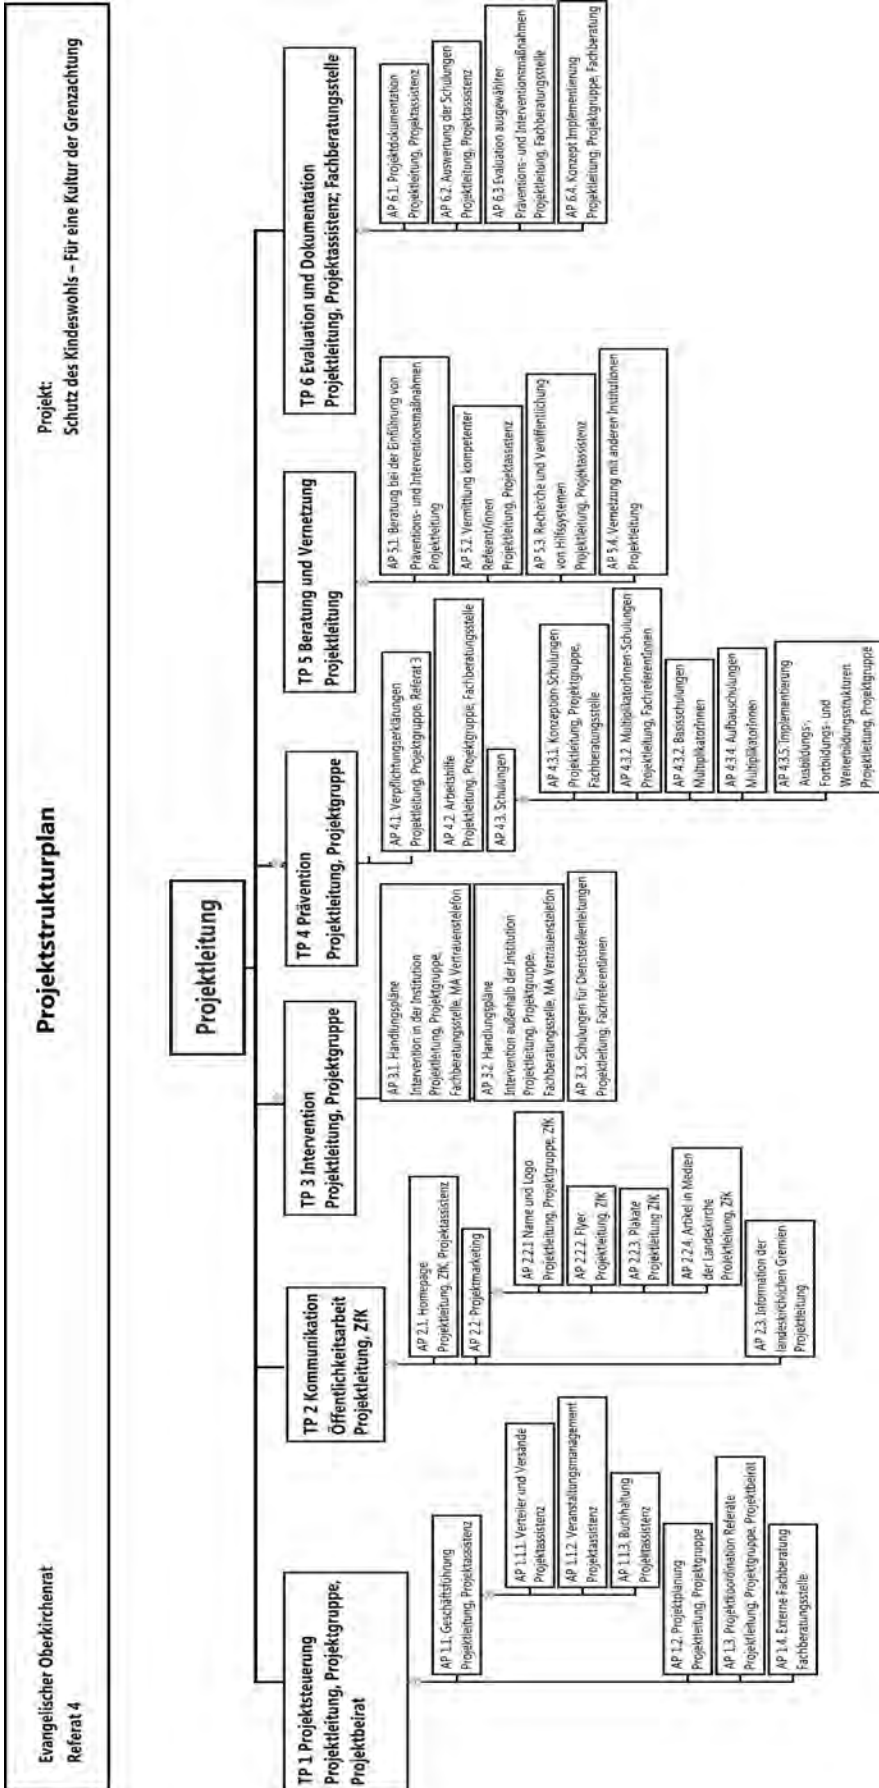 Evangelischer Oberkirchenrat
Referat 4
Projektstrukturplan
Projekt:
Schutz des Kindeswohls – Für eine Kultur der Grenzachtung
Projektleitung
TP 1 Projektsteuerung
Projektleitung, Projektgruppe,
Projektbeirat
AP 1.1. Geschäftsführung
Projektleitung, Projektassistenz
AP 1.1.1. Verteiler und Versände
Projektassistenz
AP 1.1.2. Veranstaltungsmanagement
Projektassistenz
AP 1.1.3. Buchhaltung
Projektassistenz
AP 1.2. Projektplanung
Projektleitung, Projektgruppe
AP 1.3. Projektkoordination Referate
Projektleitung, Projektgruppe, Projektbeirat
AP 1.4. Externe Fachberatung
Fachberatungsstelle
TP 2 Kommunikation
Öffentlichkeitsarbeit
Projektleitung, ZfK
AP 2.1. Homepage
Projektleitung, ZfK, Projektassistenz
AP 2.2. Projektmarketing
AP 2.2.1 Name und Logo
Projektleitung, Projektgruppe, ZfK
AP 2.2.2. Flyer
Projektleitung, ZfK
AP 2.2.3. Plakate
Projektleitung ZfK
AP 2.2.4. Artikel in Medien
der Landeskirche
Projektleitung, ZfK
AP 2.3. Information der
landeskirchlichen Gremien
Projektleitung
TP 3 Intervention
Projektleitung, Projektgruppe
AP 3.1. Handlungspläne
Intervention in der Institution
Projektleitung, Projektgruppe,
Fachberatungsstelle, MA Vertrauenstelefon
AP 3.2. Handlungspläne
Intervention außerhalb der Institution
Projektleitung, Projektgruppe,
Fachberatungsstelle, MA Vertrauenstelefon
AP 3.3. Schulungen für Dienststellenleitungen
Projektleitung, FachreferentInnen
TP 4 Prävention
Projektleitung, Projektgruppe
AP 4.1. Verpflichtungserklärungen
Projektleitung, Projektgruppe, Referat 3
AP 4.2. Arbeitshilfe
Projektleitung, Projektgruppe, Fachberatungsstelle
AP 4.3. Schulungen
AP 4.3.1. Konzeption Schulungen
Projektleitung, Projektgruppe,
Fachberatungsstelle
AP 4.3.2. MultiplikatorInnen-Schulungen
Projektleitung, FachreferentInnen
AP 4.3.2. Basisschulungen
MultiplikatorInnen
AP 4.3.4. Aufbauschulungen
MultiplikatorInnen
AP 4.3.5. Implementierung
Ausbildungs-,
Fortbildungs- und
Weiterbildungsstrukturen
Projektleitung, Projektgruppe
TP 5 Beratung und Vernetzung
Projektleitung
AP 5.1. Beratung bei der Einführung von
Präventions- und Interventionsmaßnahmen
Projektleitung
AP 5.2. Vermittlung kompetenter
Referent/innen
Projektleitung, Projektassistenz
AP 5.3. Recherche und Veröffentlichung
von Hilfssystemen
Projektleitung, Projektassistenz
AP 5.4. Vernetzung mit anderen Institutionen
Projektleitung
TP 6 Evaluation und Dokumentation
Projektleitung, Projektassistenz; Fachberatungsstelle
AP 6.1. Projektdokumentation
Projektleitung, Projektassistenz
AP 6.2. Auswertung der Schulungen
Projektleitung, Projektassistenz
AP 6.3 Evaluation ausgewählter
Präventions- und Interventionsmaßnahmen
Projektleitung, Fachberatungsstelle
AP 6.4. Konzept Implementierung
Projektleitung, Projektgruppe, Fachberatung